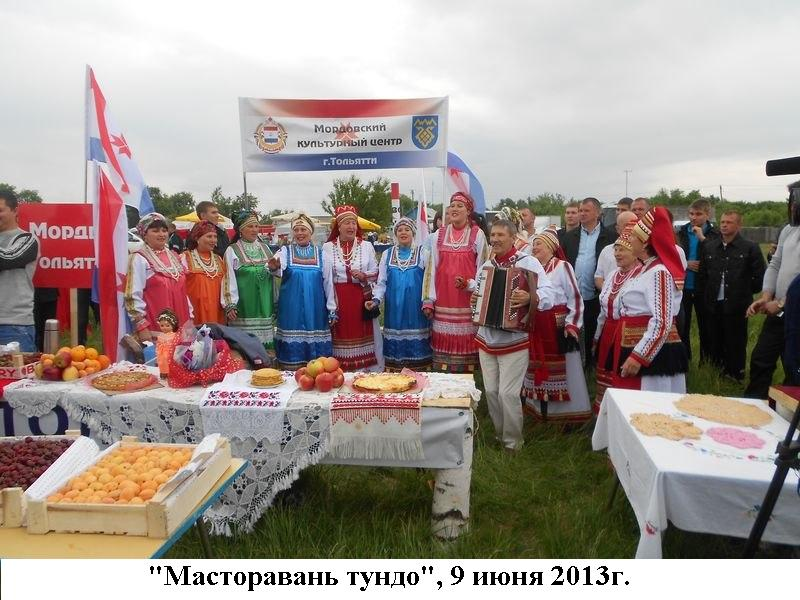 Мордовский
культурный центр
г.Тольятти
Морд
Тольят
"Масторавань тундо", 9 июня 2013г.